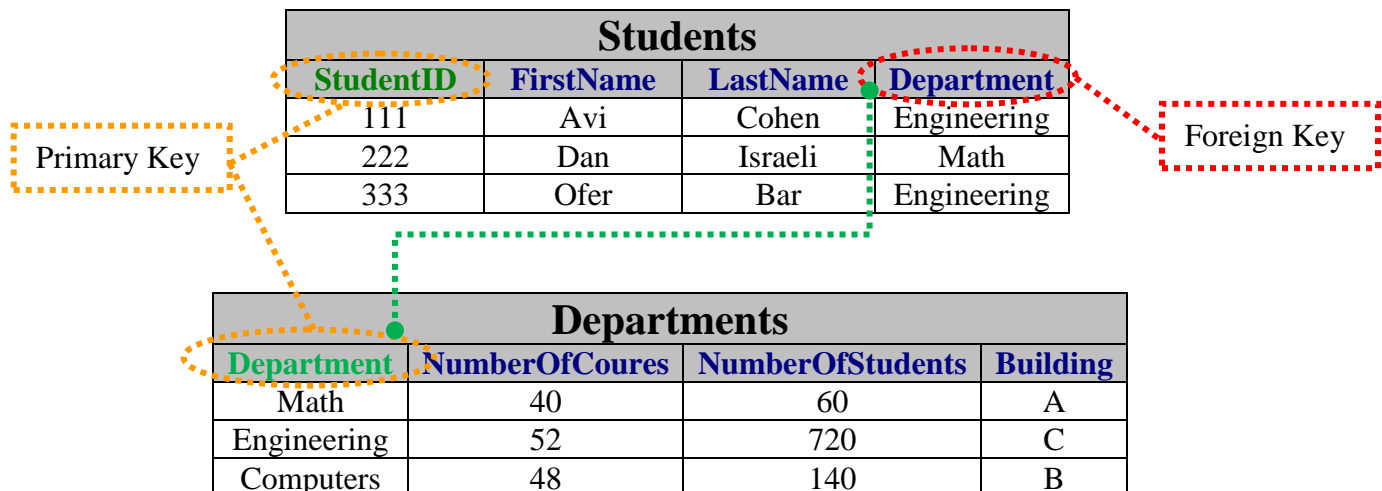 Students
StudentID FirstName LastName Department
111 Avi Cohen Engineering
222 Dan Israeli Math
333 Ofer Bar Engineering
Primary Key
Foreign Key
Departments
Department NumberOfCoures NumberOfStudents Building
Math 40 60 A
Engineering 52 720 C
Computers 48 140 B